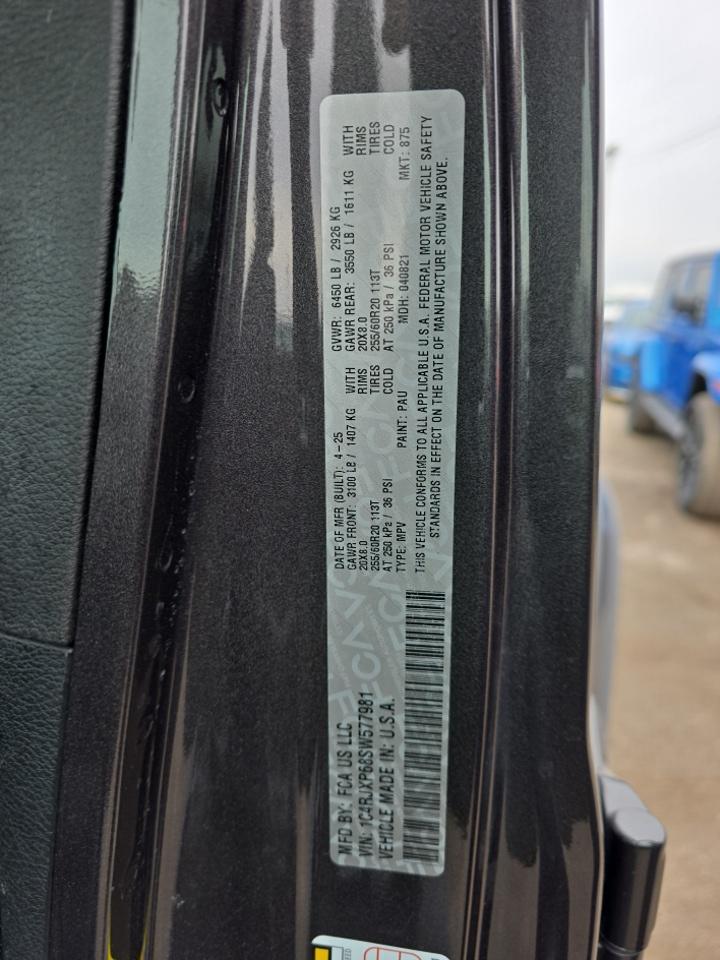 MFD BY: FCA US LLC
DATE OF MFR (BUILT): 4-25
GVWR: 6450 LB / 2926 KG
GAWR FRONT: 3100 LB / 1407 KG WITH
GAWR REAR: 3550 LB / 1611 KG WITH
20X8.0 RIMS
20X8.0 RIMS
255/60R20 113T TIRES
255/60R20 113T TIRES
AT 250 kPa / 36 PSI COLD
AT 250 kPa / 36 PSI COLD
VIN: 1C4RJXP68SW577981
TYPE: MPV
PAINT: PAU
MDH: 040821
MKT: 875
VEHICLE MADE IN: U.S.A.
THIS VEHICLE CONFORMS TO ALL APPLICABLE U.S.A. FEDERAL MOTOR VEHICLE SAFETY
STANDARDS IN EFFECT ON THE DATE OF MANUFACTURE SHOWN ABOVE.